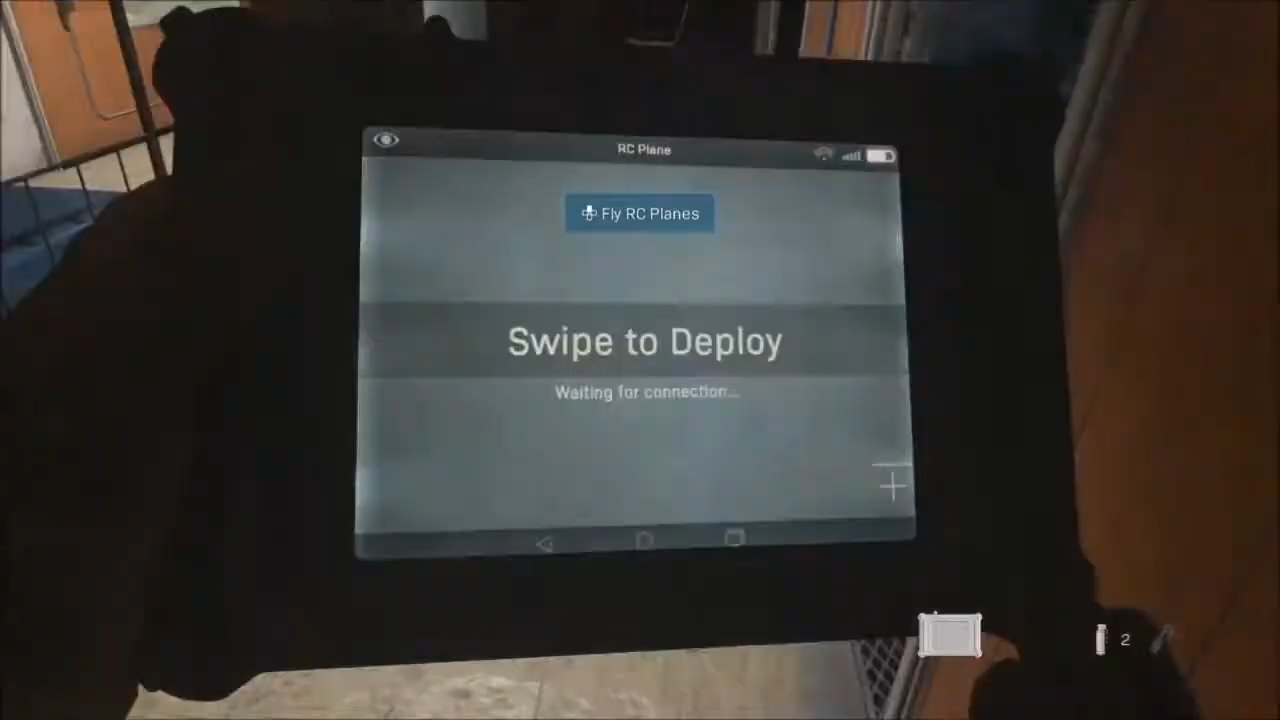 RC Plane
Fly RC Planes
Swipe to Deploy
Waiting for connection...
2